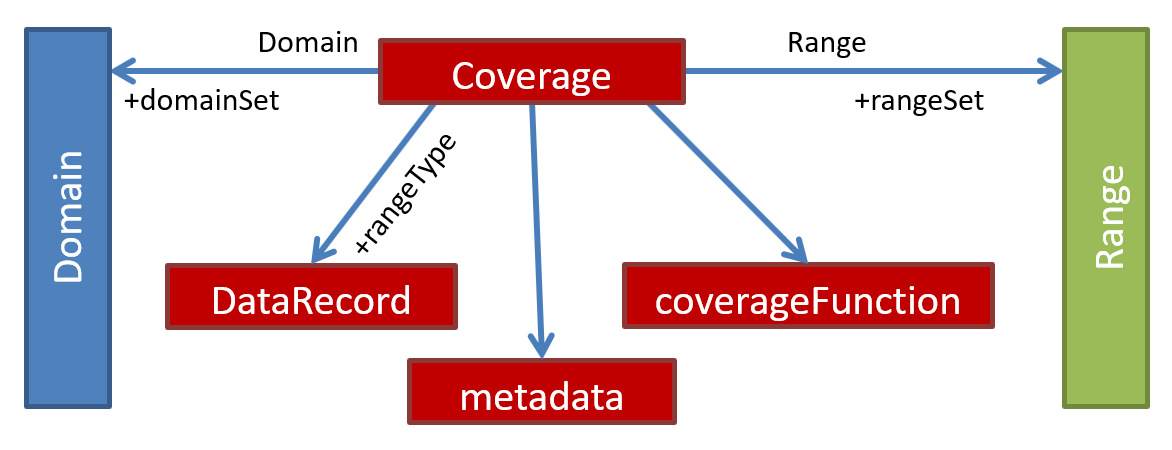 Domain
Coverage
Range
+domainSet
+rangeSet
+rangeType
Domain
Range
DataRecord
coverageFunction
metadata